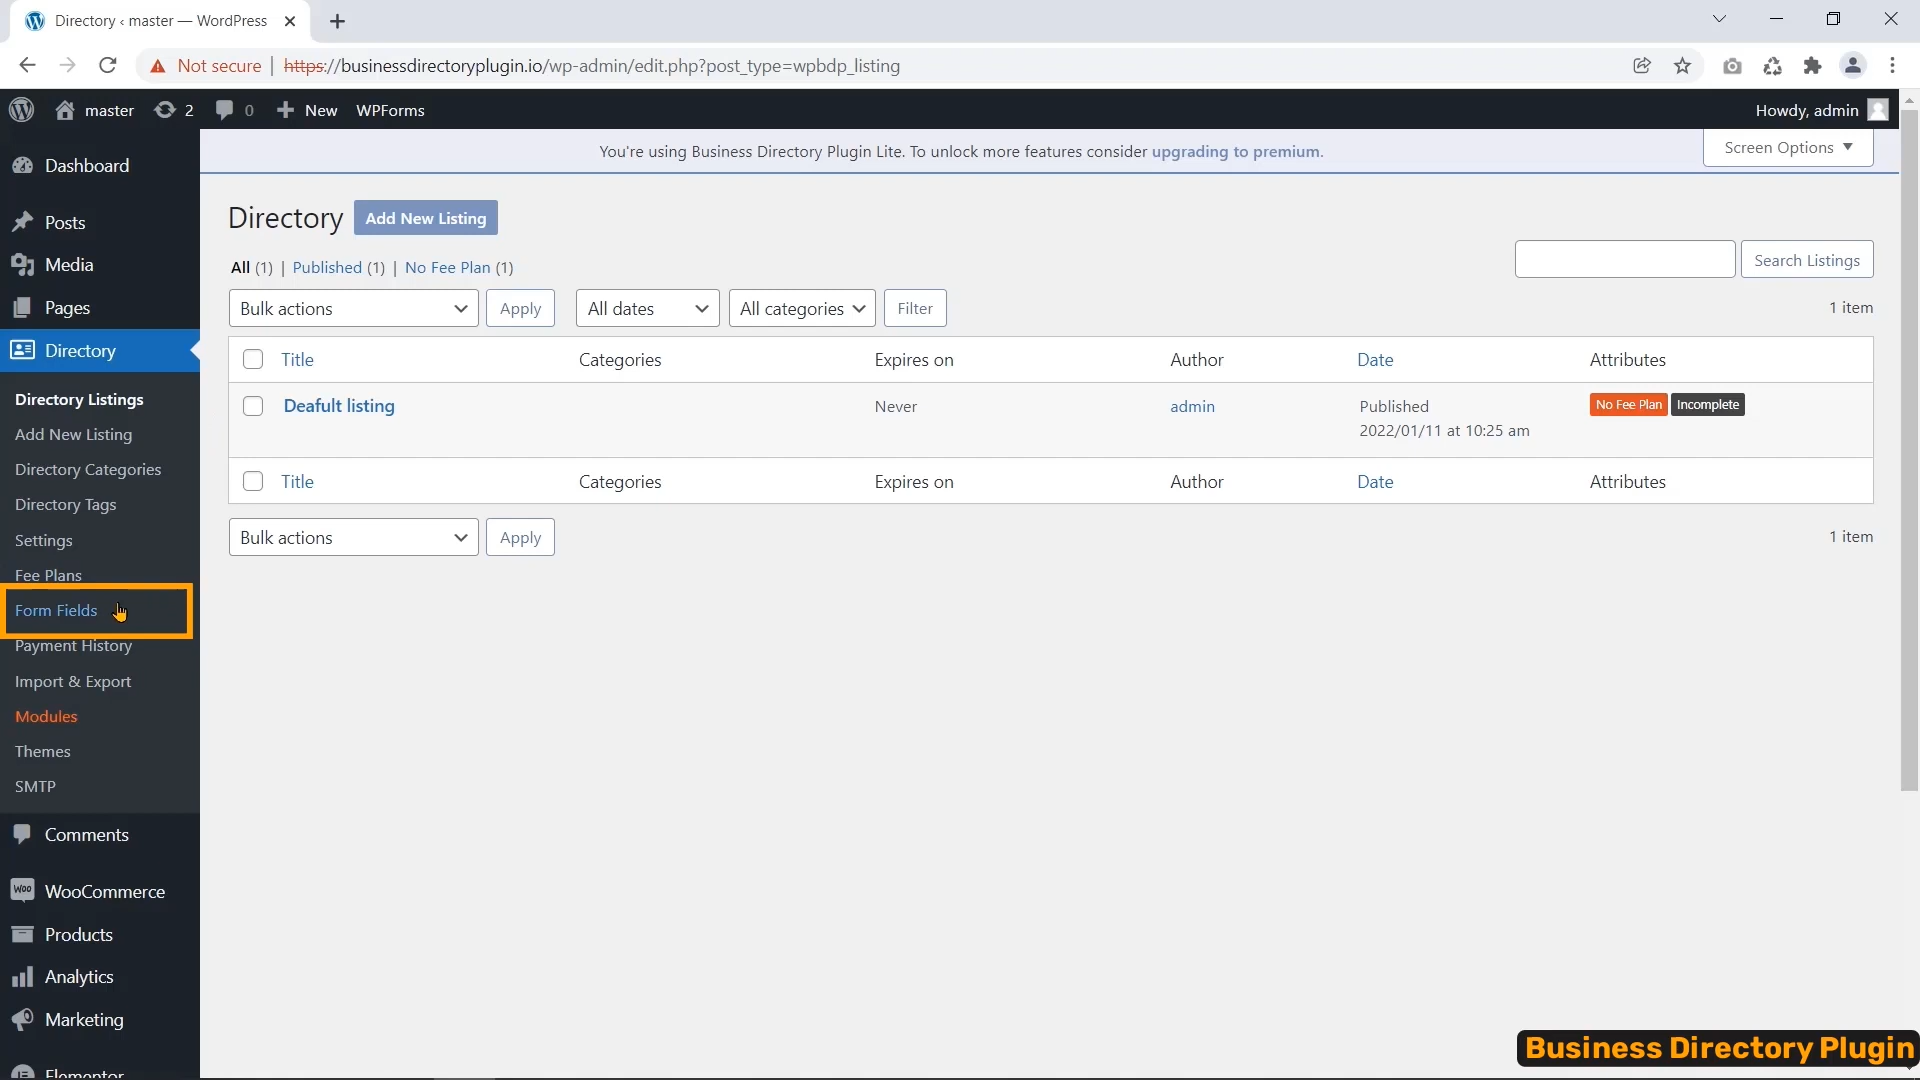 Directory ‹ master — WordPress
Not secure | https://businessdirectoryplugin.io/wp-admin/edit.php?post_type=wpbdp_listing
master 2 0 New WPForms Howdy, admin
You're using Business Directory Plugin Lite. To unlock more features consider upgrading to premium. Screen Options
Dashboard
Posts
Media
Pages
Directory
Directory Listings
Add New Listing
Directory Categories
Directory Tags
Settings
Fee Plans
Form Fields
Payment History
Import & Export
Modules
Themes
SMTP
Comments
Woo WooCommerce
Products
Analytics
Marketing
Elementor
Directory Add New Listing
All (1) | Published (1) | No Fee Plan (1)
Search Listings
Bulk actions Apply All dates All categories Filter 1 item
Title Categories Expires on Author Date Attributes
Deafult listing Never admin Published No Fee Plan Incomplete
2022/01/11 at 10:25 am
Title Categories Expires on Author Date Attributes
Bulk actions Apply 1 item
Business Directory Plugin